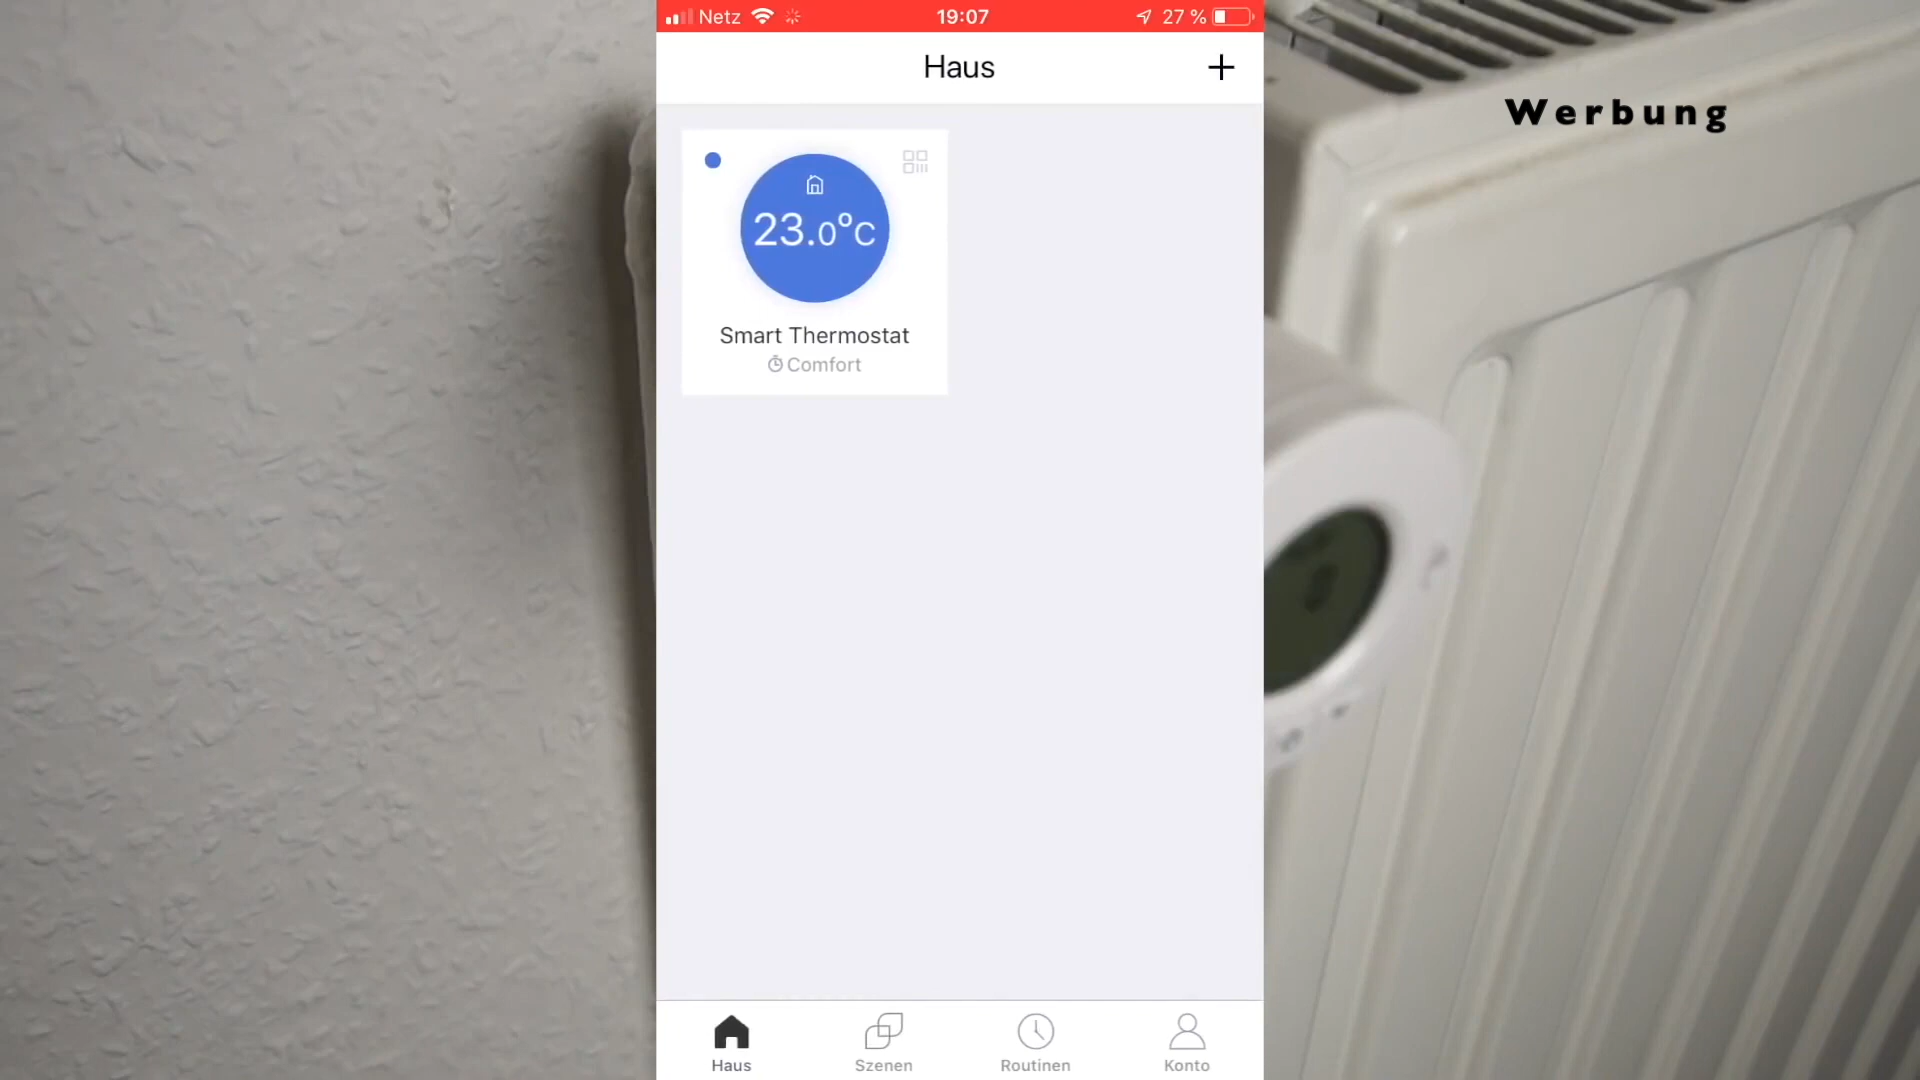 Netz 19:07 27 %
Haus
Werbung
23.0°C
Smart Thermostat
Comfort
Haus Szenen Routinen Konto